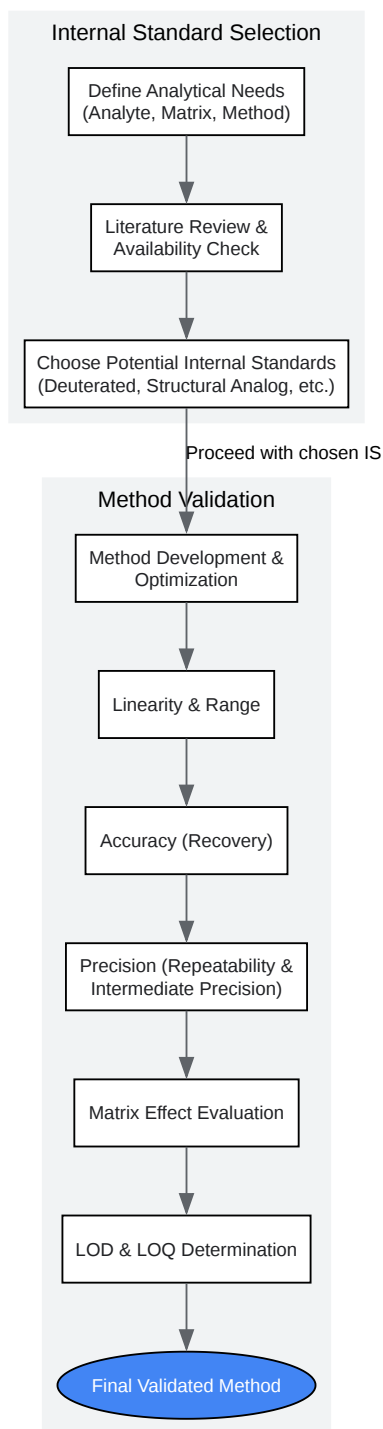 Internal Standard Selection
Define Analytical Needs
(Analyte, Matrix, Method)
Literature Review &
Availability Check
Choose Potential Internal Standards
(Deuterated, Structural Analog, etc.)
Proceed with chosen IS
Method Validation
Method Development &
Optimization
Linearity & Range
Accuracy (Recovery)
Precision (Repeatability &
Intermediate Precision)
Matrix Effect Evaluation
LOD & LOQ Determination
Final Validated Method